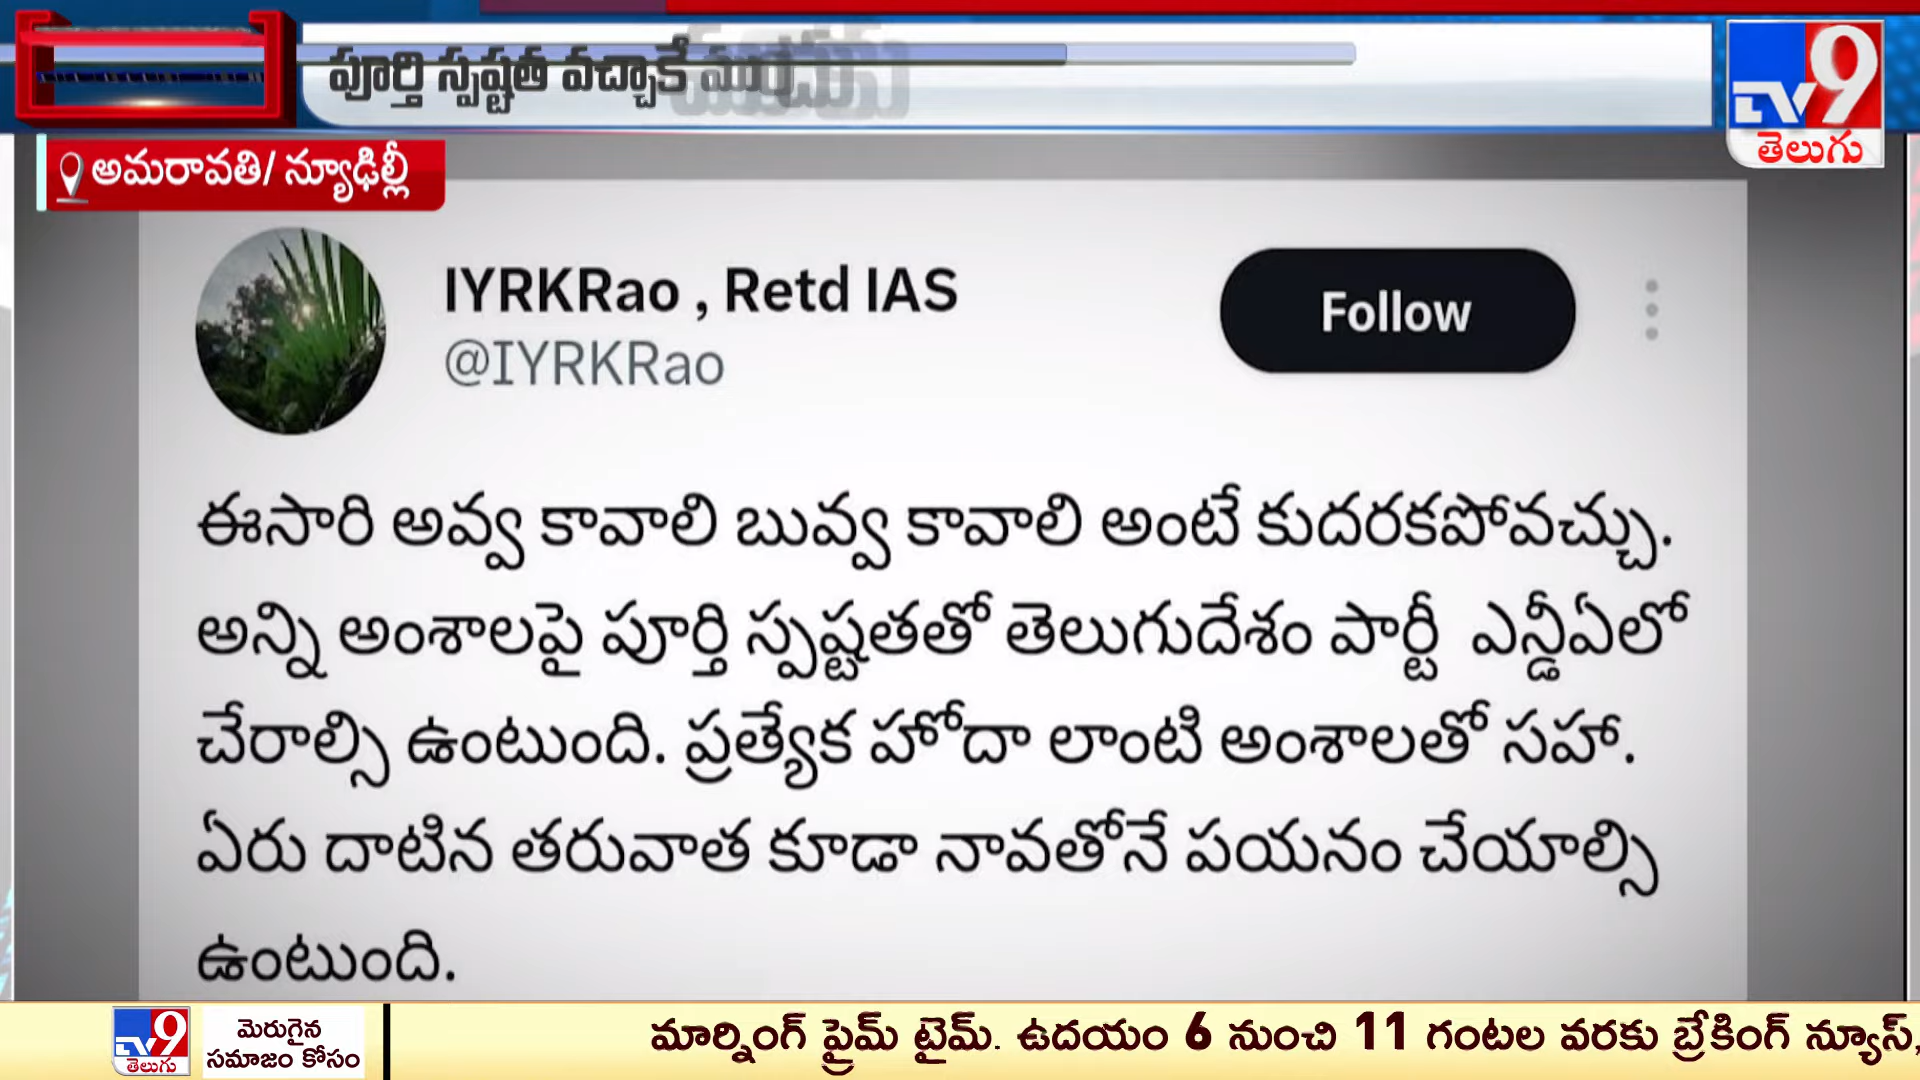 పూర్తి స్పష్టత వచ్చాకే
TV9
తెలుగు
అమరావతి/ న్యూఢిల్లీ
IYRKRao , Retd IAS
@IYRKRao
Follow
ఈసారి అవ్వ కావాలి బువ్వ కావాలి అంటే కుదరకపోవచ్చు.
అన్ని అంశాలపై పూర్తి స్పష్టతతో తెలుగుదేశం పార్టీ ఎన్డీఏలో
చేరాల్సి ఉంటుంది. ప్రత్యేక హోదా లాంటి అంశాలతో సహా.
ఏరు దాటిన తరువాత కూడా నావతోనే పయనం చేయాల్సి
ఉంటుంది.
TV9
తెలుగు
మెరుగైన
సమాజం కోసం
మార్నింగ్ ప్రైమ్ టైమ్. ఉదయం 6 నుంచి 11 గంటల వరకు బ్రేకింగ్ న్యూస్,